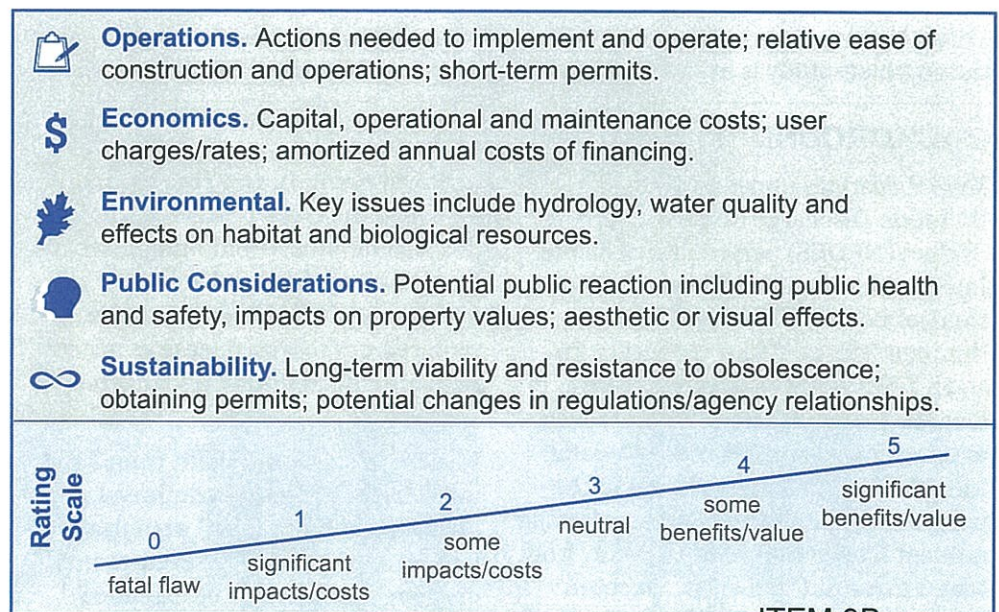 Operations. Actions needed to implement and operate; relative ease of
construction and operations; short-term permits.
$
Economics. Capital, operational and maintenance costs; user
charges/rates; amortized annual costs of financing.
Environmental. Key issues include hydrology, water quality and
effects on habitat and biological resources.
Public Considerations. Potential public reaction including public health
and safety, impacts on property values; aesthetic or visual effects.
Sustainability. Long-term viability and resistance to obsolescence;
obtaining permits; potential changes in regulations/agency relationships.
Rating
Scale
0
fatal flaw
1
significant
impacts/costs
2
some
impacts/costs
3
neutral
4
some
benefits/value
5
significant
benefits/value